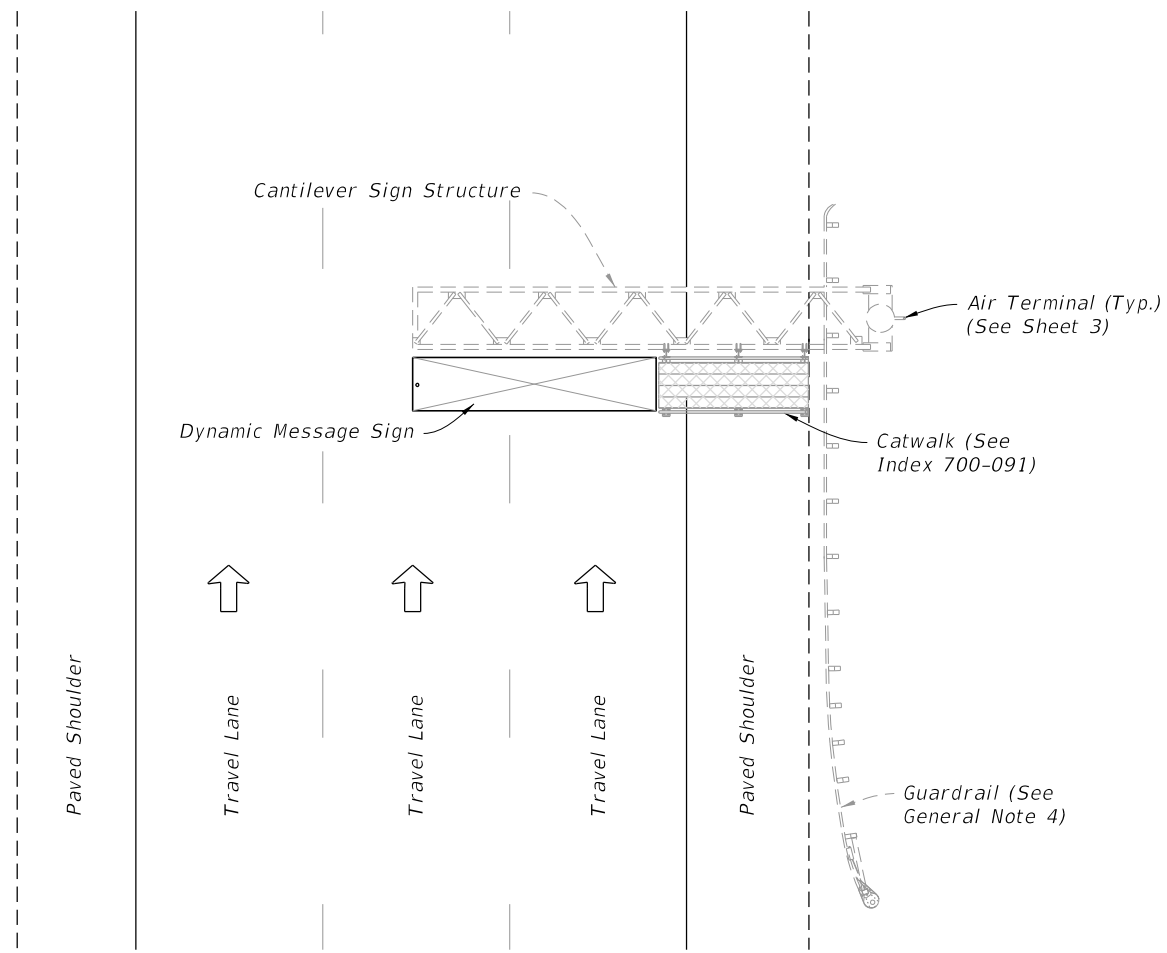 Cantilever Sign Structure
Air Terminal (Typ.)
(See Sheet 3)
Dynamic Message Sign
Catwalk (See
Index 700-091)
Paved Shoulder
Travel Lane
Travel Lane
Travel Lane
Paved Shoulder
Guardrail (See
General Note 4)